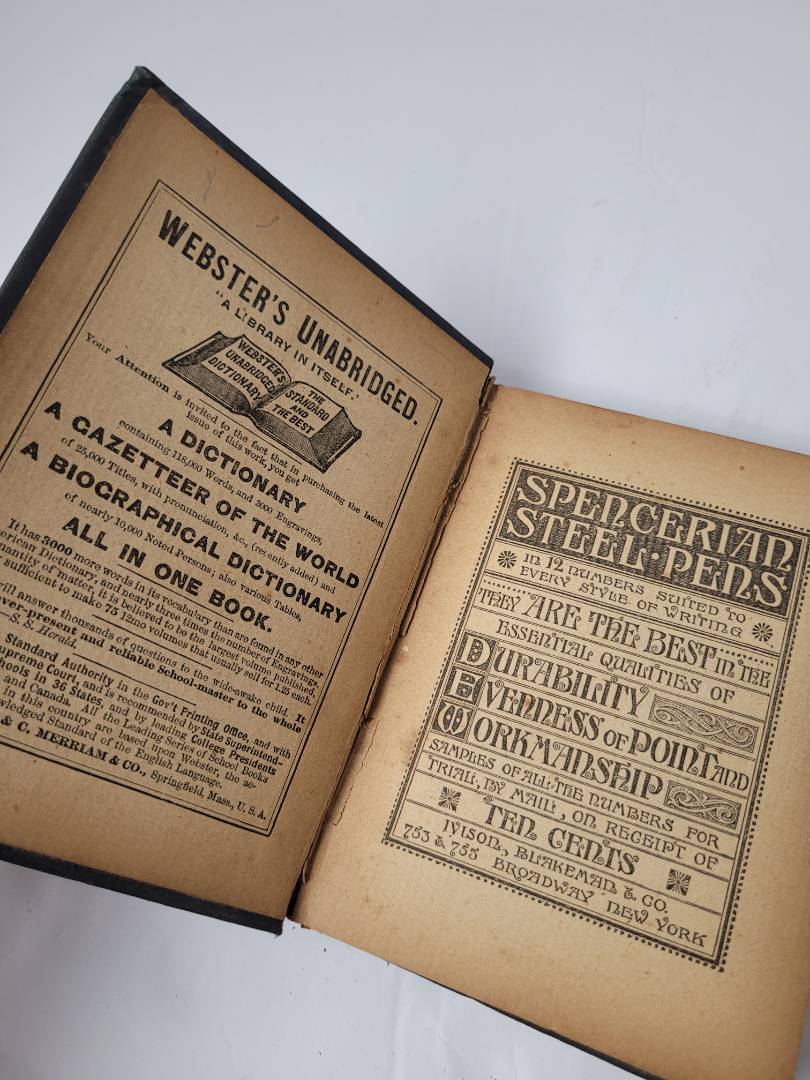 WEBSTER'S UNABRIDGED.
"A LIBRARY IN ITSELF."
WEBSTER'S UNABRIDGED DICTIONARY
THE STANDARD AND THE BEST
Your Attention is invited to the fact that in purchasing the latest
issue of this work, you get
A DICTIONARY
containing 118,000 Words, and 3000 Engravings,
A GAZETTEER OF THE WORLD
of 25,000 Titles, with pronunciation, &c., (recently added) and
A BIOGRAPHICAL DICTIONARY
of nearly 10,000 Noted Persons; also various Tables,
ALL IN ONE BOOK.
It has 3000 more words in its vocabulary than are found in any other
American Dictionary, and nearly three times the number of Engravings.
quantity of matter, it is believed to be the largest volume published,
sufficient to make 75 12mo volumes that usually sell for 1.25 each.
will answer thousands of questions to the wide-awake child. It
ever-present and reliable School-master to the whole
—S. S. Herald.
Standard Authority in the Gov't Printing Office, and with
Supreme Court, and is recommended by State Superintend-
Schools in 36 States, and by leading College Presidents
and Canada. All the Leading Series of School Books
in this country are based upon Webster, the ac-
wledged Standard of the English Language.
& C. MERRIAM & CO., Springfield, Mass., U. S. A.
SPENCERIAN
STEEL·PENS
IN 12 NUMBERS SUITED TO
EVERY STYLE OF WRITING
THEY ARE THE BEST IN THE
ESSENTIAL QUALITIES OF
DURABILITY
EVENNESS OF POINT AND
WORKMANSHIP
SAMPLES OF ALL THE NUMBERS FOR
TRIAL, BY MAIL, ON RECEIPT OF
TEN CENTS
IVISON, BLAKEMAN & CO.
753 & 755 BROADWAY NEW YORK